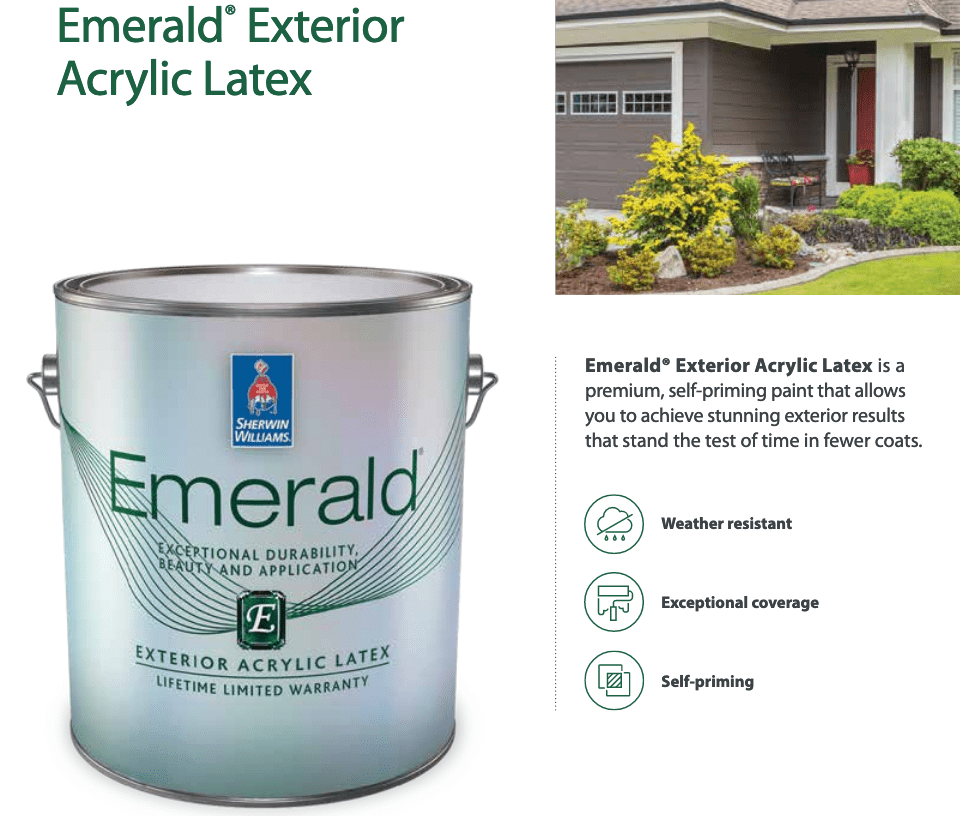 Emerald® Exterior
Acrylic Latex
SHERWIN
WILLIAMS.
Emerald®
EXCEPTIONAL DURABILITY,
BEAUTY AND APPLICATION
E
EXTERIOR ACRYLIC LATEX
LIFETIME LIMITED WARRANTY
Emerald® Exterior Acrylic Latex is a
premium, self-priming paint that allows
you to achieve stunning exterior results
that stand the test of time in fewer coats.
Weather resistant
Exceptional coverage
Self-priming